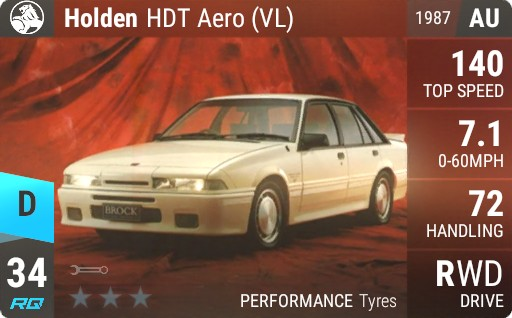 Holden HDT Aero (VL)
1987 AU
140
TOP SPEED
7.1
0-60MPH
72
HANDLING
RWD
DRIVE
D
34
RQ
BROCK
PERFORMANCE Tyres